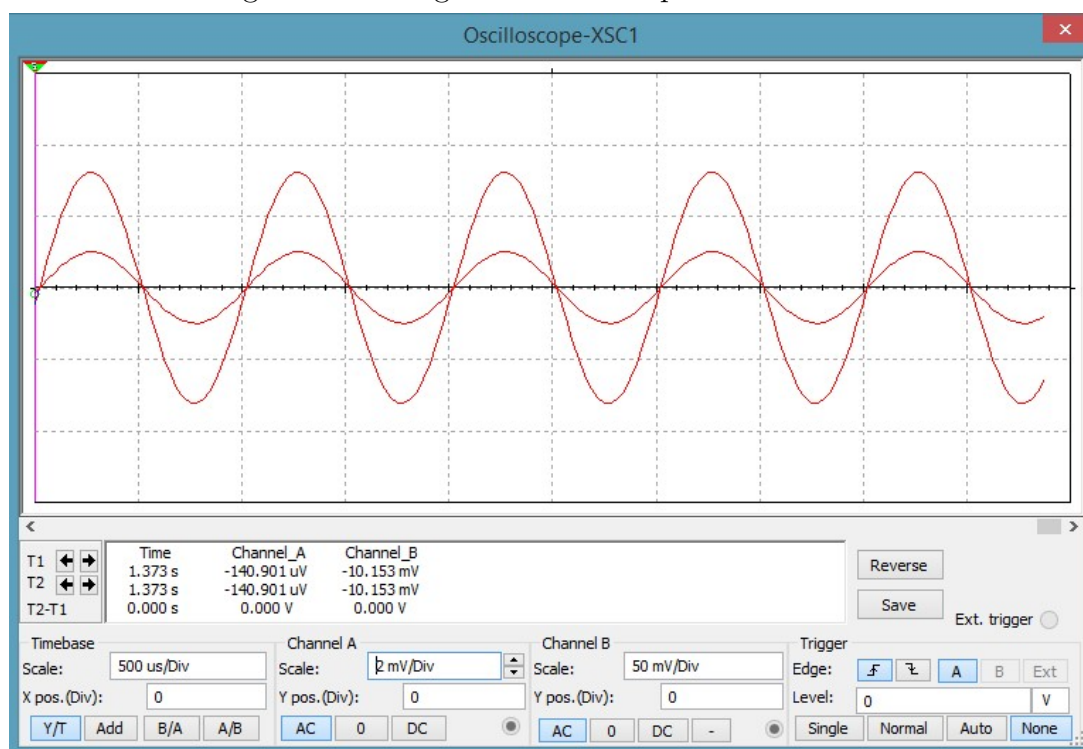 Oscilloscope-XSC1
Time Channel_A Channel_B
T1 1.373 s -140.901 uV -10.153 mV
T2 1.373 s -140.901 uV -10.153 mV
T2-T1 0.000 s 0.000 V 0.000 V
Reverse
Save
Ext. trigger
Timebase
Scale: 500 us/Div
X pos.(Div): 0
Y/T Add B/A A/B
Channel A
Scale: 2 mV/Div
Y pos.(Div): 0
AC 0 DC
Channel B
Scale: 50 mV/Div
Y pos.(Div): 0
AC 0 DC -
Trigger
Edge: A B Ext
Level: 0 V
Single Normal Auto None